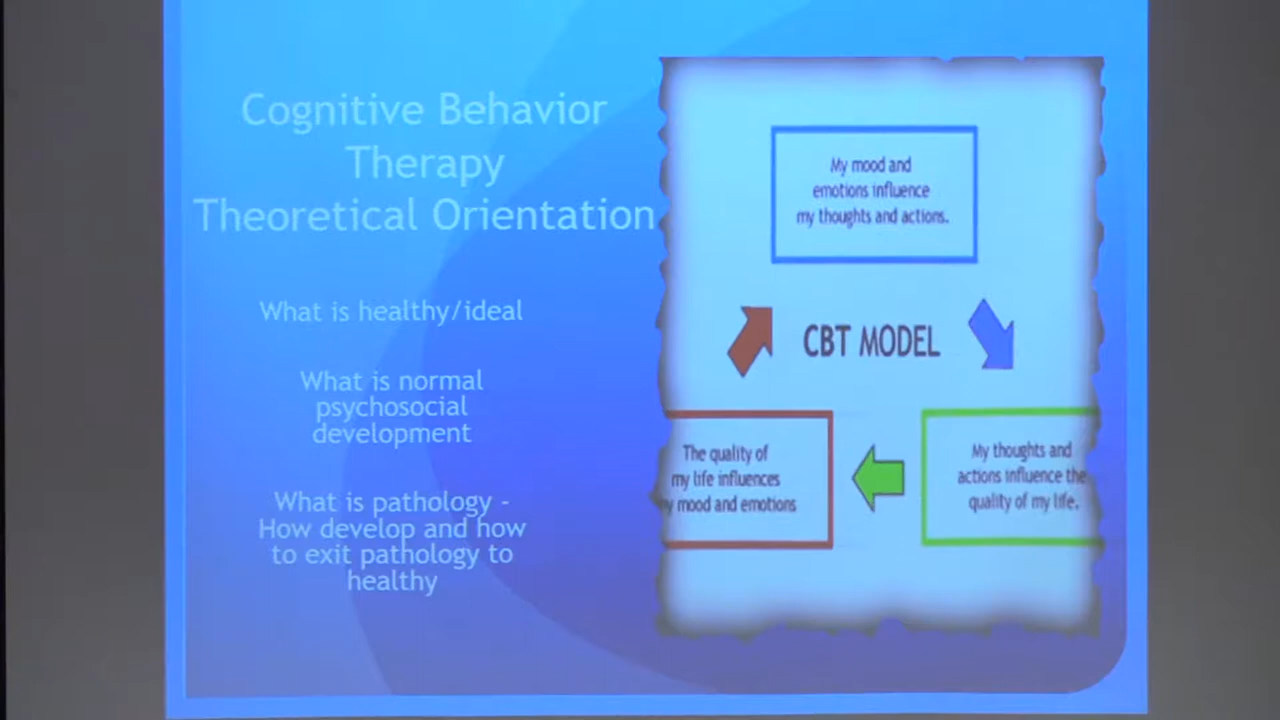 Cognitive Behavior
Therapy
Theoretical Orientation
What is healthy/ideal
What is normal
psychosocial
development
What is pathology -
How develop and how
to exit pathology to
healthy
My mood and
emotions influence
my thoughts and actions.
CBT MODEL
The quality of
my life influences
y mood and emotions
My thoughts and
actions influence the
quality of my life.